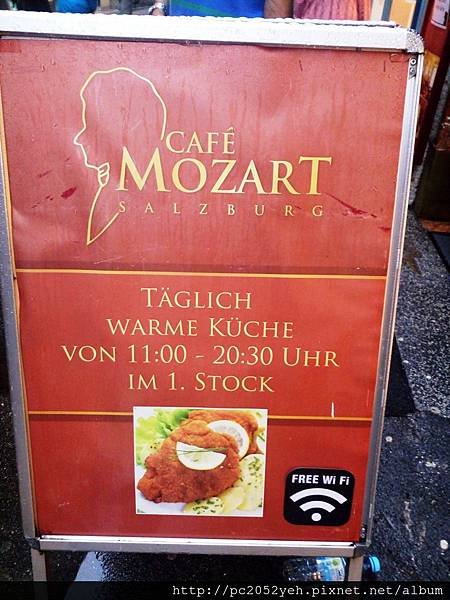 CAFÉ
MOZART
SALZBURG
TÄGLICH
WARME KÜCHE
VON 11:00 - 20:30 UHR
IM 1. STOCK
FREE Wi Fi
http://pc2052yeh.pixnet.net/album